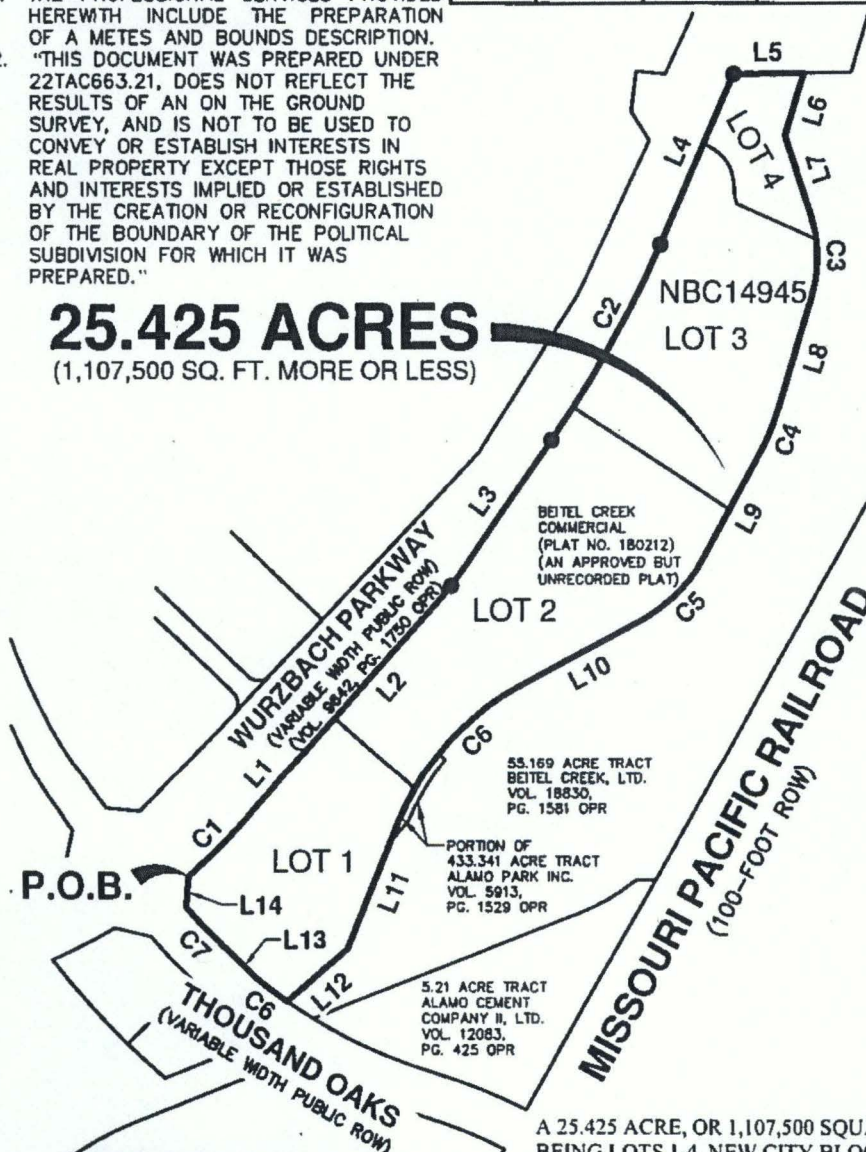 HEREWITH INCLUDE THE PREPARATION
OF A METES AND BOUNDS DESCRIPTION.
2. "THIS DOCUMENT WAS PREPARED UNDER
22TAC663.21, DOES NOT REFLECT THE
RESULTS OF AN ON THE GROUND
SURVEY, AND IS NOT TO BE USED TO
CONVEY OR ESTABLISH INTERESTS IN
REAL PROPERTY EXCEPT THOSE RIGHTS
AND INTERESTS IMPLIED OR ESTABLISHED
BY THE CREATION OR RECONFIGURATION
OF THE BOUNDARY OF THE POLITICAL
SUBDIVISION FOR WHICH IT WAS
PREPARED."
25.425 ACRES
(1,107,500 SQ. FT. MORE OR LESS)
L5
L6
L4
LOT 4
L7
C3
NBC14945
C2
LOT 3
L8
C4
L3
L9
BEITEL CREEK
COMMERCIAL
(PLAT NO. 180212)
(AN APPROVED BUT
UNRECORDED PLAT)
LOT 2
C5
WURZBACH PARKWAY
(VARIABLE WIDTH PUBLIC ROW)
(VOL. 9642, PG. 1750 OPR)
L2
L10
C6
L1
55.169 ACRE TRACT
BEITEL CREEK, LTD.
VOL. 18830,
PG. 1581 OPR
MISSOURI PACIFIC RAILROAD
(100-FOOT ROW)
C1
LOT 1
PORTION OF
433.341 ACRE TRACT
ALAMO PARK INC.
VOL. 5913,
PG. 1529 OPR
P.O.B.
L11
L14
C7
L13
L12
C6
5.21 ACRE TRACT
ALAMO CEMENT
COMPANY II, LTD.
VOL. 12083,
PG. 425 OPR
THOUSAND OAKS
(VARIABLE WIDTH PUBLIC ROW)
A 25.425 ACRE, OR 1,107,500 SQU